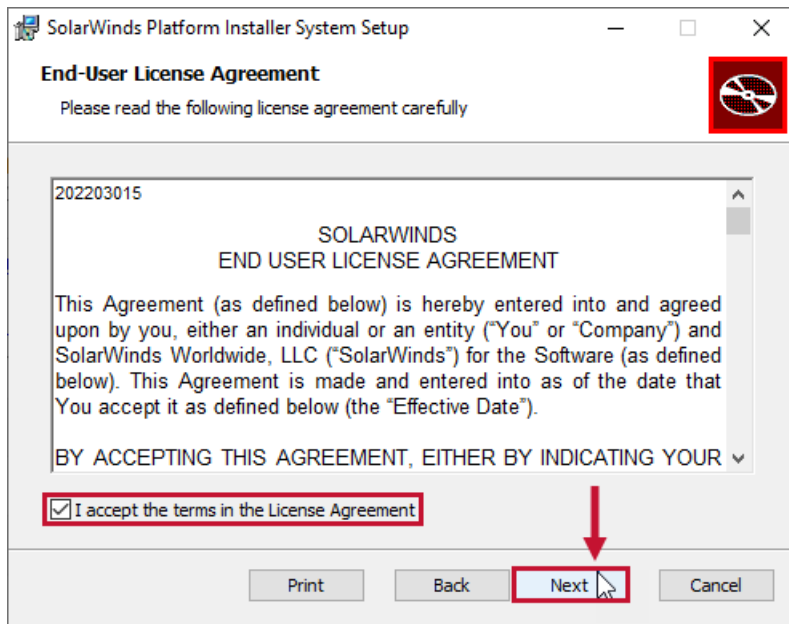 SolarWinds Platform Installer System Setup
End-User License Agreement
Please read the following license agreement carefully
202203015
SOLARWINDS
END USER LICENSE AGREEMENT
This Agreement (as defined below) is hereby entered into and agreed
upon by you, either an individual or an entity (“You” or “Company”) and
SolarWinds Worldwide, LLC (“SolarWinds”) for the Software (as defined
below). This Agreement is made and entered into as of the date that
You accept it as defined below (the “Effective Date”).
BY ACCEPTING THIS AGREEMENT, EITHER BY INDICATING YOUR
I accept the terms in the License Agreement
Print Back Next Cancel